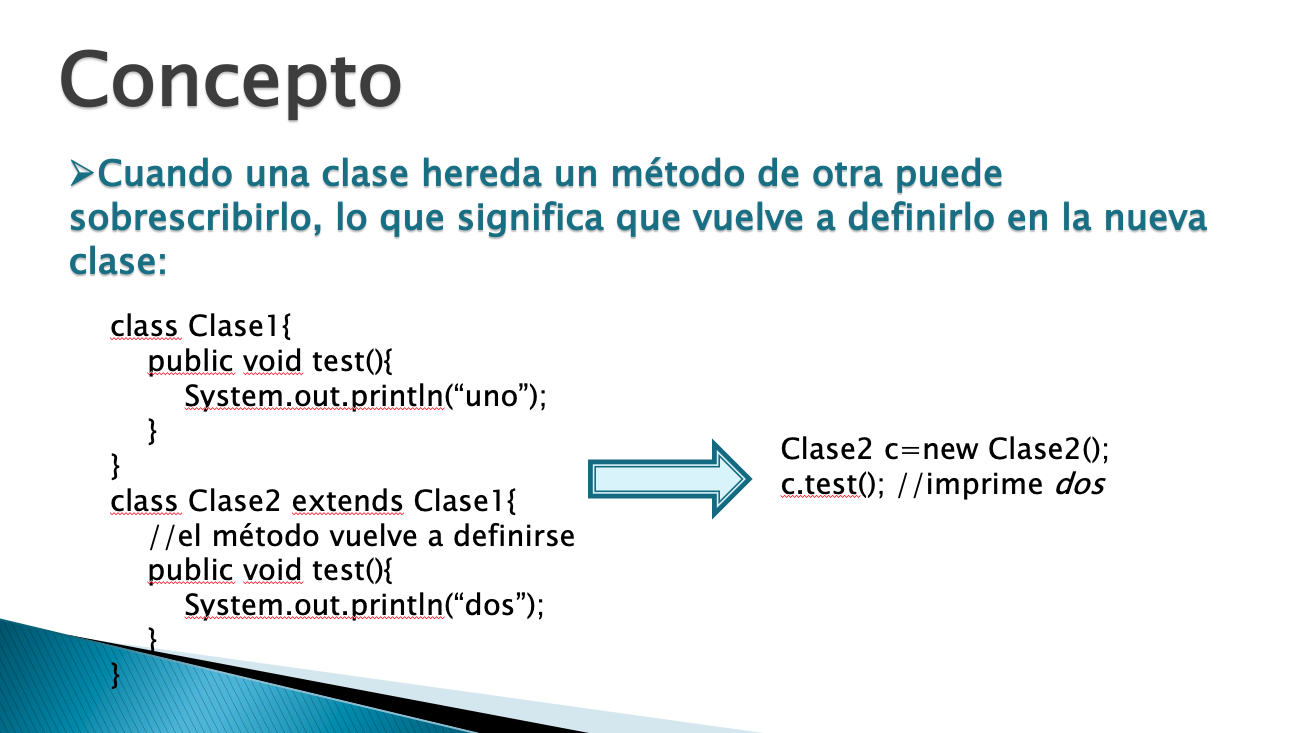 Concepto
➢Cuando una clase hereda un método de otra puede
sobrescribirlo, lo que significa que vuelve a definirlo en la nueva
clase:
class Clase1{
public void test(){
System.out.println(“uno”);
}
}
class Clase2 extends Clase1{
//el método vuelve a definirse
public void test(){
System.out.println(“dos”);
}
}
Clase2 c=new Clase2();
c.test(); //imprime dos